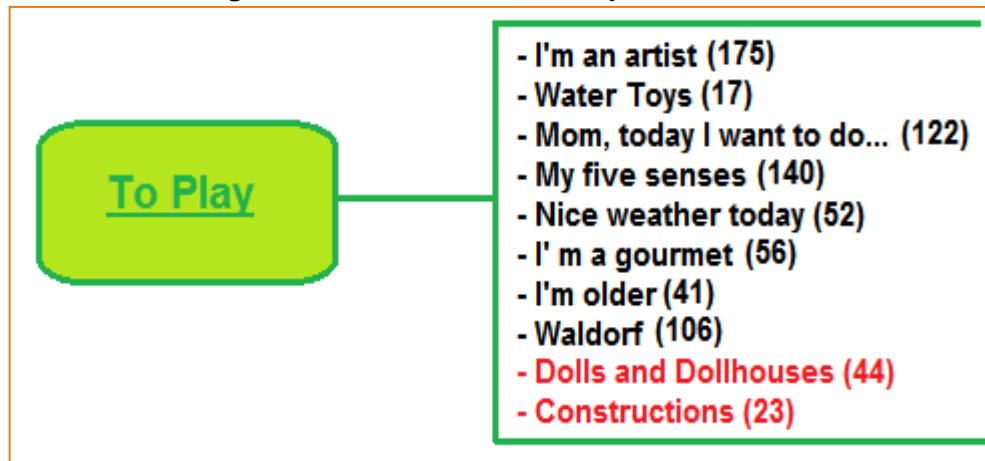 To Play
- I'm an artist (175)
- Water Toys (17)
- Mom, today I want to do... (122)
- My five senses (140)
- Nice weather today (52)
- I' m a gourmet (56)
- I'm older (41)
- Waldorf (106)
- Dolls and Dollhouses (44)
- Constructions (23)